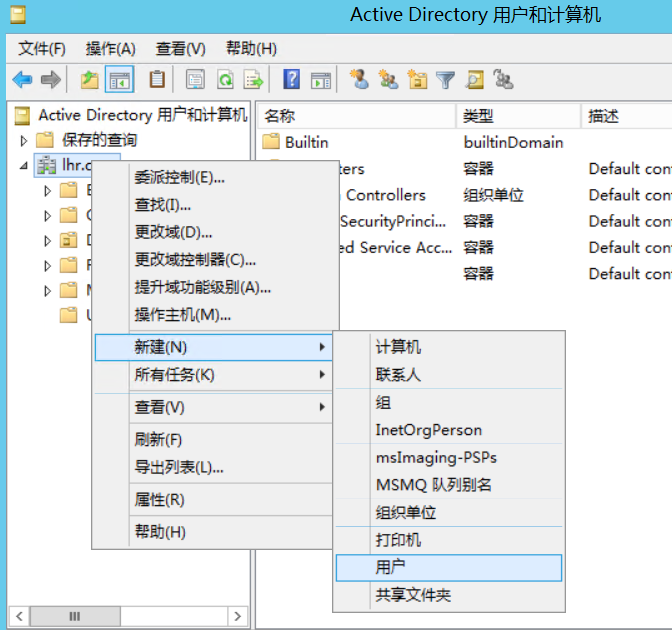 Active Directory 用户和计算机
文件(F) 操作(A) 查看(V) 帮助(H)
Active Directory 用户和计算机
保存的查询
lhr.c
名称 类型 描述
Builtin builtinDomain
ters 容器 Default con
Controllers 组织单位 Default con
SecurityPrinci... 容器 Default con
ed Service Acc... 容器 Default con
容器 Default con
委派控制(E)...
查找(I)...
更改域(D)...
更改域控制器(C)...
提升域功能级别(A)...
操作主机(M)...
新建(N)
所有任务(K)
查看(V)
刷新(F)
导出列表(L)...
属性(R)
帮助(H)
计算机
联系人
组
InetOrgPerson
msImaging-PSPs
MSMQ 队列别名
组织单位
打印机
用户
共享文件夹